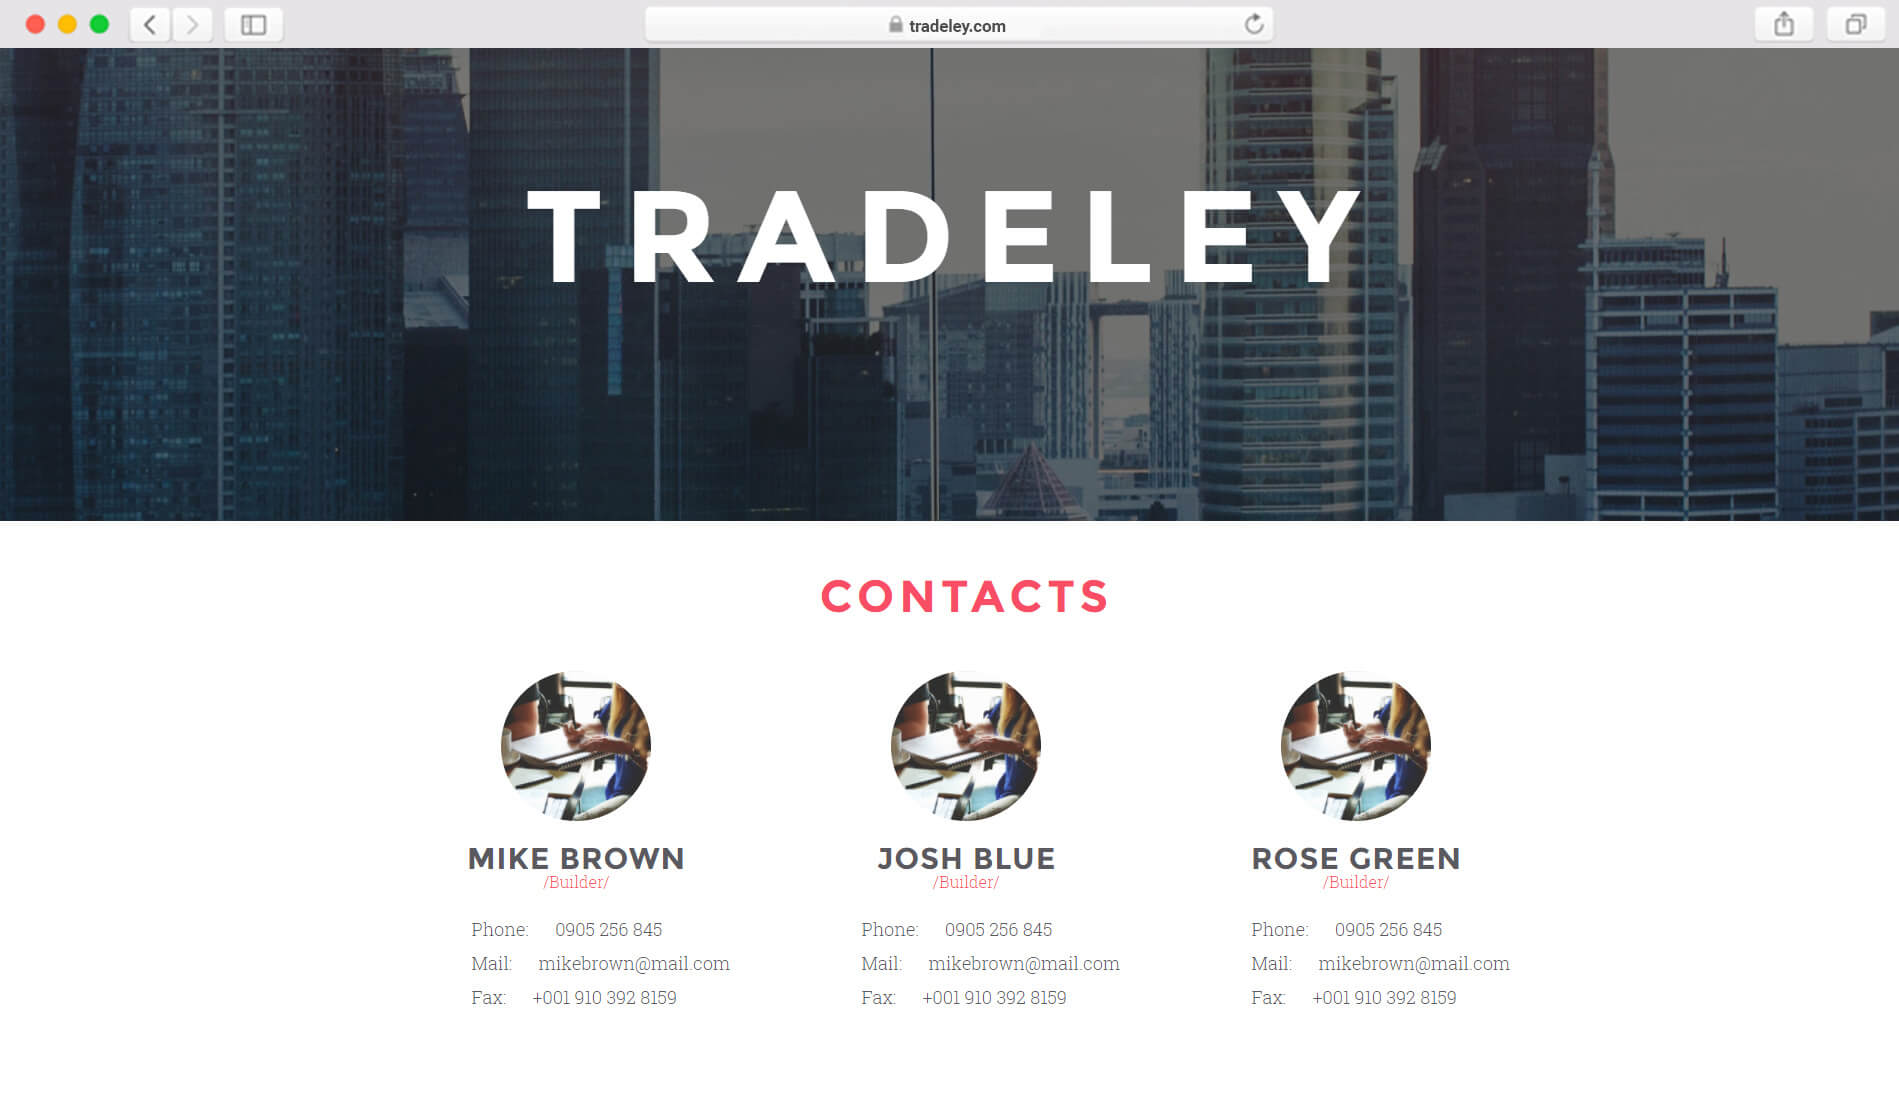 tradeley.com
TRADELEY
CONTACTS
MIKE BROWN
/Builder/
Phone: 0905 256 845
Mail: mikebrown@mail.com
Fax: +001 910 392 8159
JOSH BLUE
/Builder/
Phone: 0905 256 845
Mail: mikebrown@mail.com
Fax: +001 910 392 8159
ROSE GREEN
/Builder/
Phone: 0905 256 845
Mail: mikebrown@mail.com
Fax: +001 910 392 8159